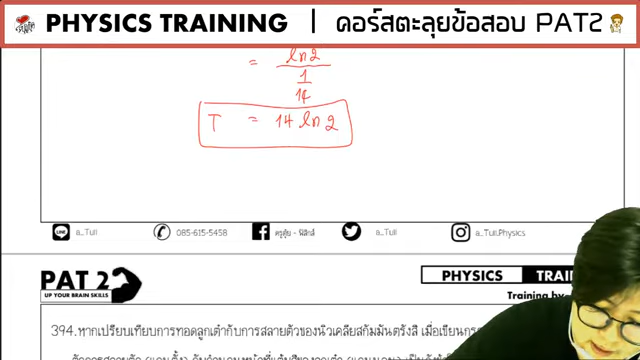 PHYSICS TRAINING | คอร์สตะลุยข้อสอบ PAT2
= ln2
1
14
T = 14 ln 2
a_Tull 085-615-5458 ครูตุ้ย - ฟิสิกส์ a_Tull a_Tull.Physics
PAT 2
UP YOUR BRAIN SKILLS
PHYSICS TRAIN
Training by
394. หากเปรียบเทียบการทอดลูกเต๋ากับการสลายตัวของนิวเคลียสกัมมันตรังสี เมื่อเขียนกร